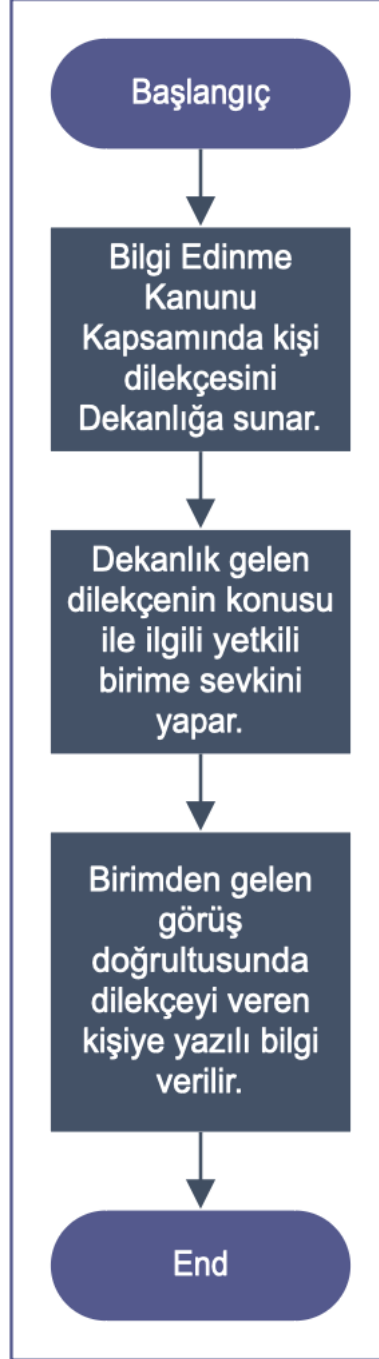 Başlangıç
Bilgi Edinme
Kanunu
Kapsamında kişi
dilekçesini
Dekanlığa sunar.
Dekanlık gelen
dilekçenin konusu
ile ilgili yetkili
birime sevkini
yapar.
Birimden gelen
görüş
doğrultusunda
dilekçeyi veren
kişiye yazılı bilgi
verilir.
End